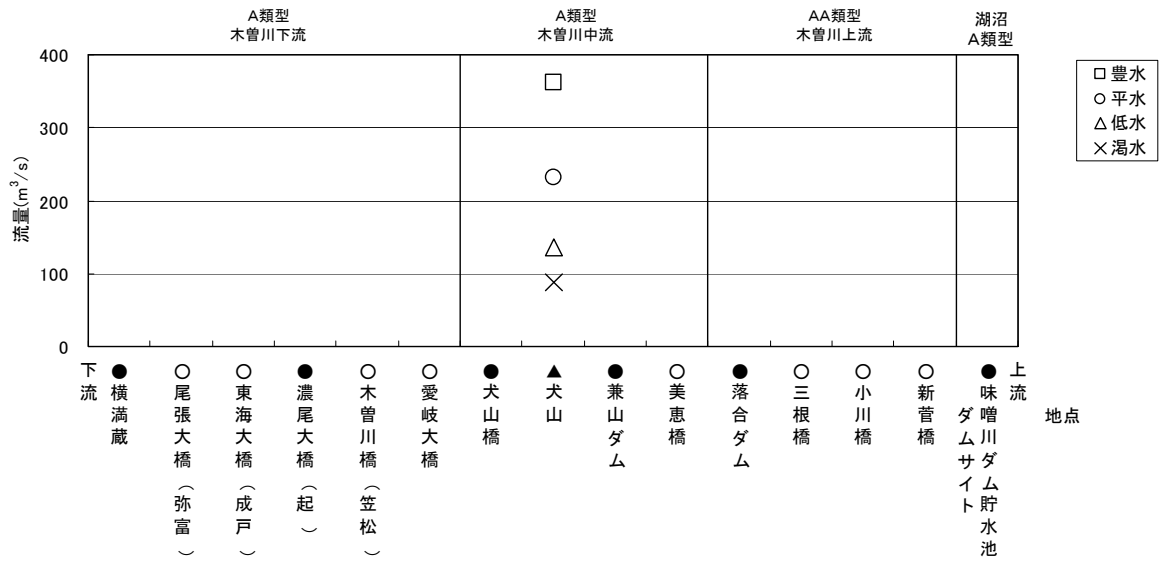 A類型
木曽川下流
A類型
木曽川中流
AA類型
木曽川上流
湖沼
A類型
流量(m³/s)
400
300
200
100
0
□豊水
○平水
△低水
×渇水
下流
●横満蔵
○尾張大橋(弥富)
○東海大橋(成戸)
●濃尾大橋(起)
○木曽川橋(笠松)
○愛岐大橋
●犬山橋
▲犬山
●兼山ダム
○美恵橋
●落合ダム
○三根橋
○小川橋
○新菅橋
●味噌川ダム貯水池
ダムサイト
上流
地点